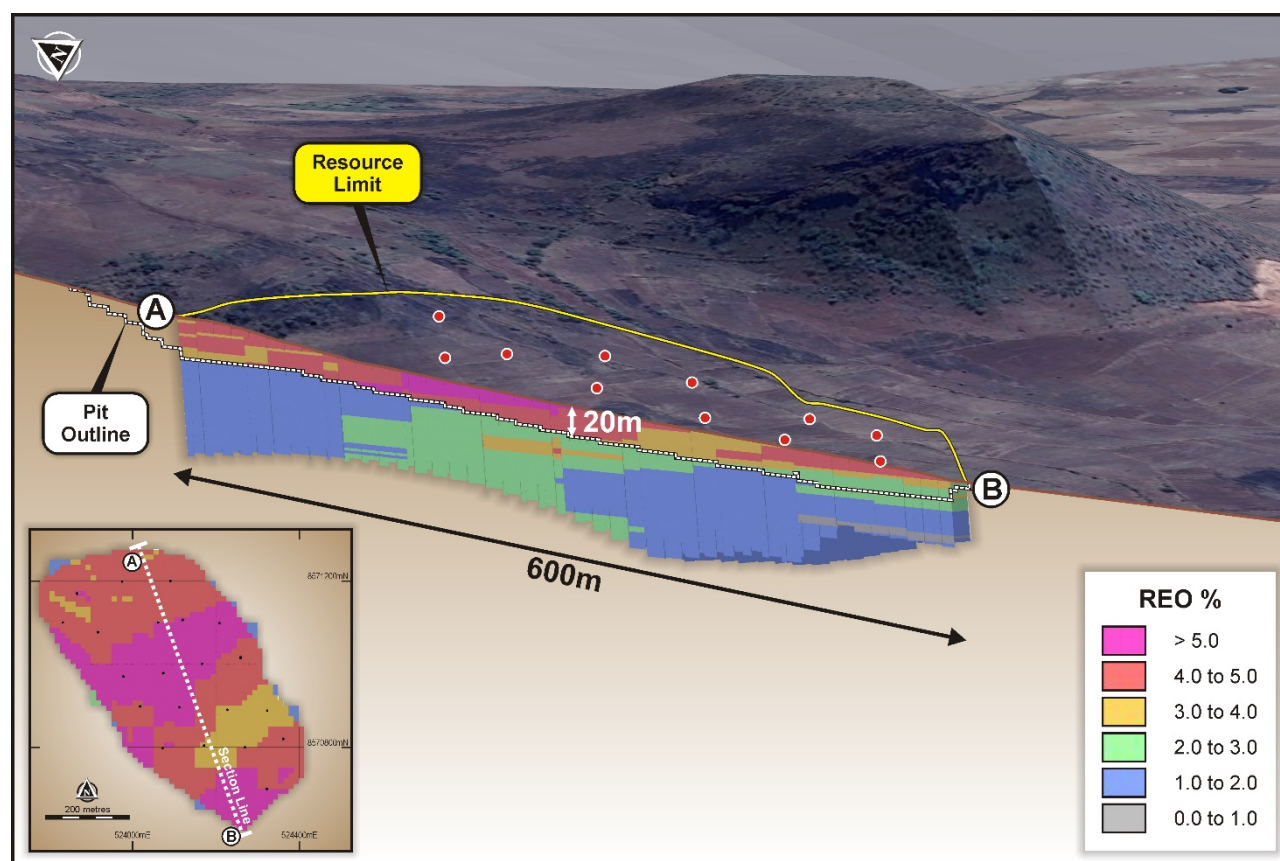 N
Resource
Limit
A
Pit
Outline
20m
B
600m
A
8671200mN
8670800mN
Section Line
N
200 metres
524000mE
B
524400mE
REO %
> 5.0
4.0 to 5.0
3.0 to 4.0
2.0 to 3.0
1.0 to 2.0
0.0 to 1.0